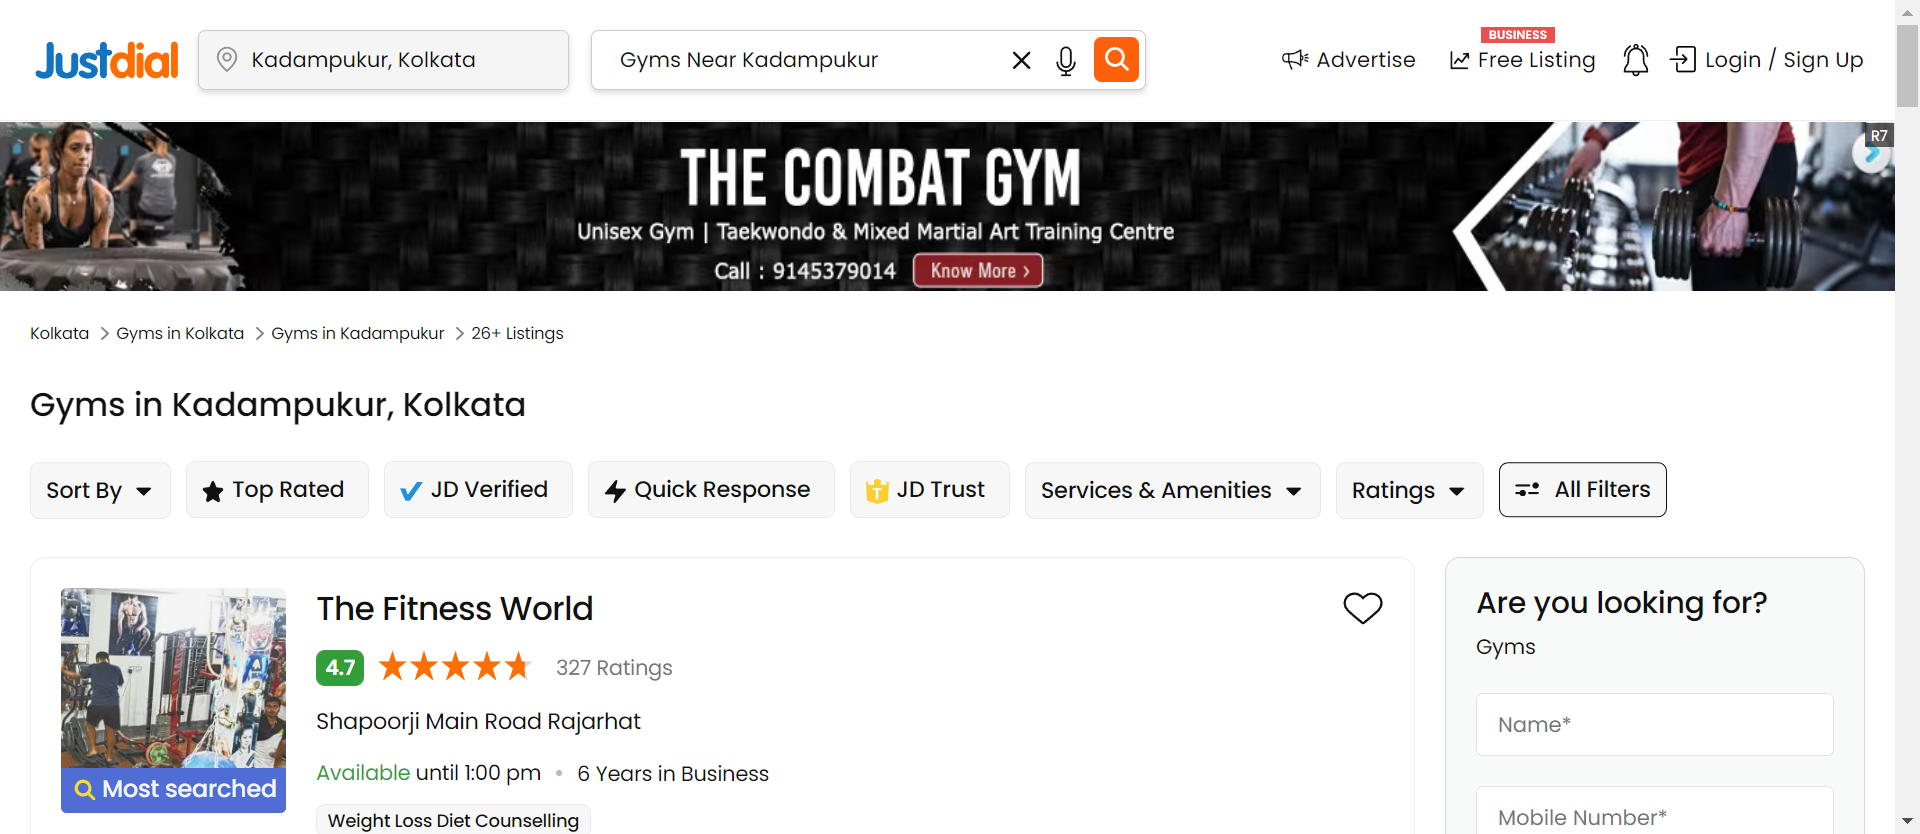 Justdial
Kadampukur, Kolkata
Gyms Near Kadampukur
Advertise
BUSINESS
Free Listing
Login / Sign Up
R7
THE COMBAT GYM
Unisex Gym | Taekwondo & Mixed Martial Art Training Centre
Call : 9145379014
Know More ›
Kolkata > Gyms in Kolkata > Gyms in Kadampukur > 26+ Listings
Gyms in Kadampukur, Kolkata
Sort By
Top Rated
JD Verified
Quick Response
T
JD Trust
Services & Amenities
Ratings
All Filters
The Fitness World
4.7
327 Ratings
Shapoorji Main Road Rajarhat
Available until 1:00 pm • 6 Years in Business
Most searched
Weight Loss Diet Counselling
Are you looking for?
Gyms
Name*
Mobile Number*